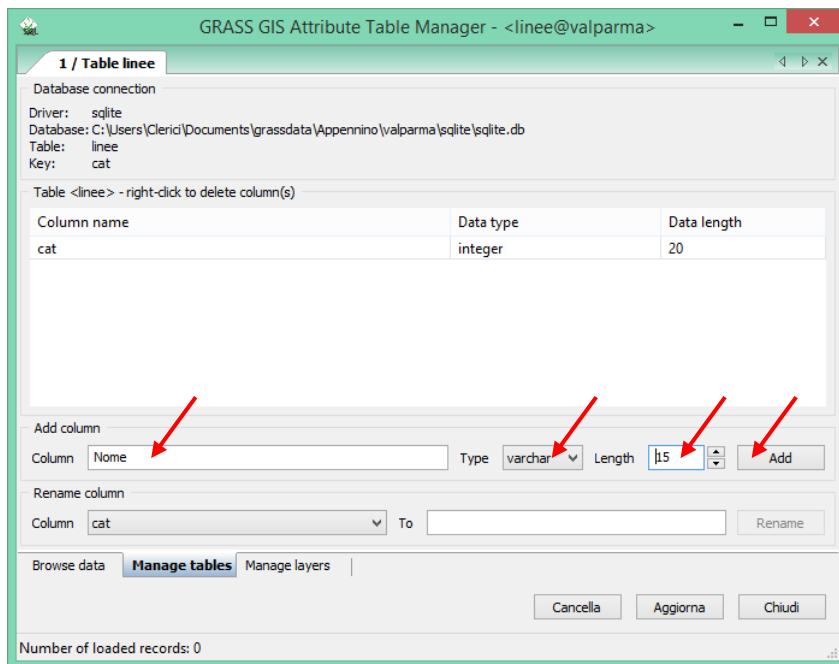 GRASS GIS Attribute Table Manager - <linee@valparma>
1 / Table linee
Database connection
Driver: sqlite
Database: C:\Users\Clerici\Documents\grassdata\Appennino\valparma\sqlite\sqlite.db
Table: linee
Key: cat
Table <linee> - right-click to delete column(s)
Column name Data type Data length
cat integer 20
Add column
Column Nome Type varchar Length 15 Add
Rename column
Column cat To Rename
Browse data Manage tables Manage layers
Cancella Aggiorna Chiudi
Number of loaded records: 0